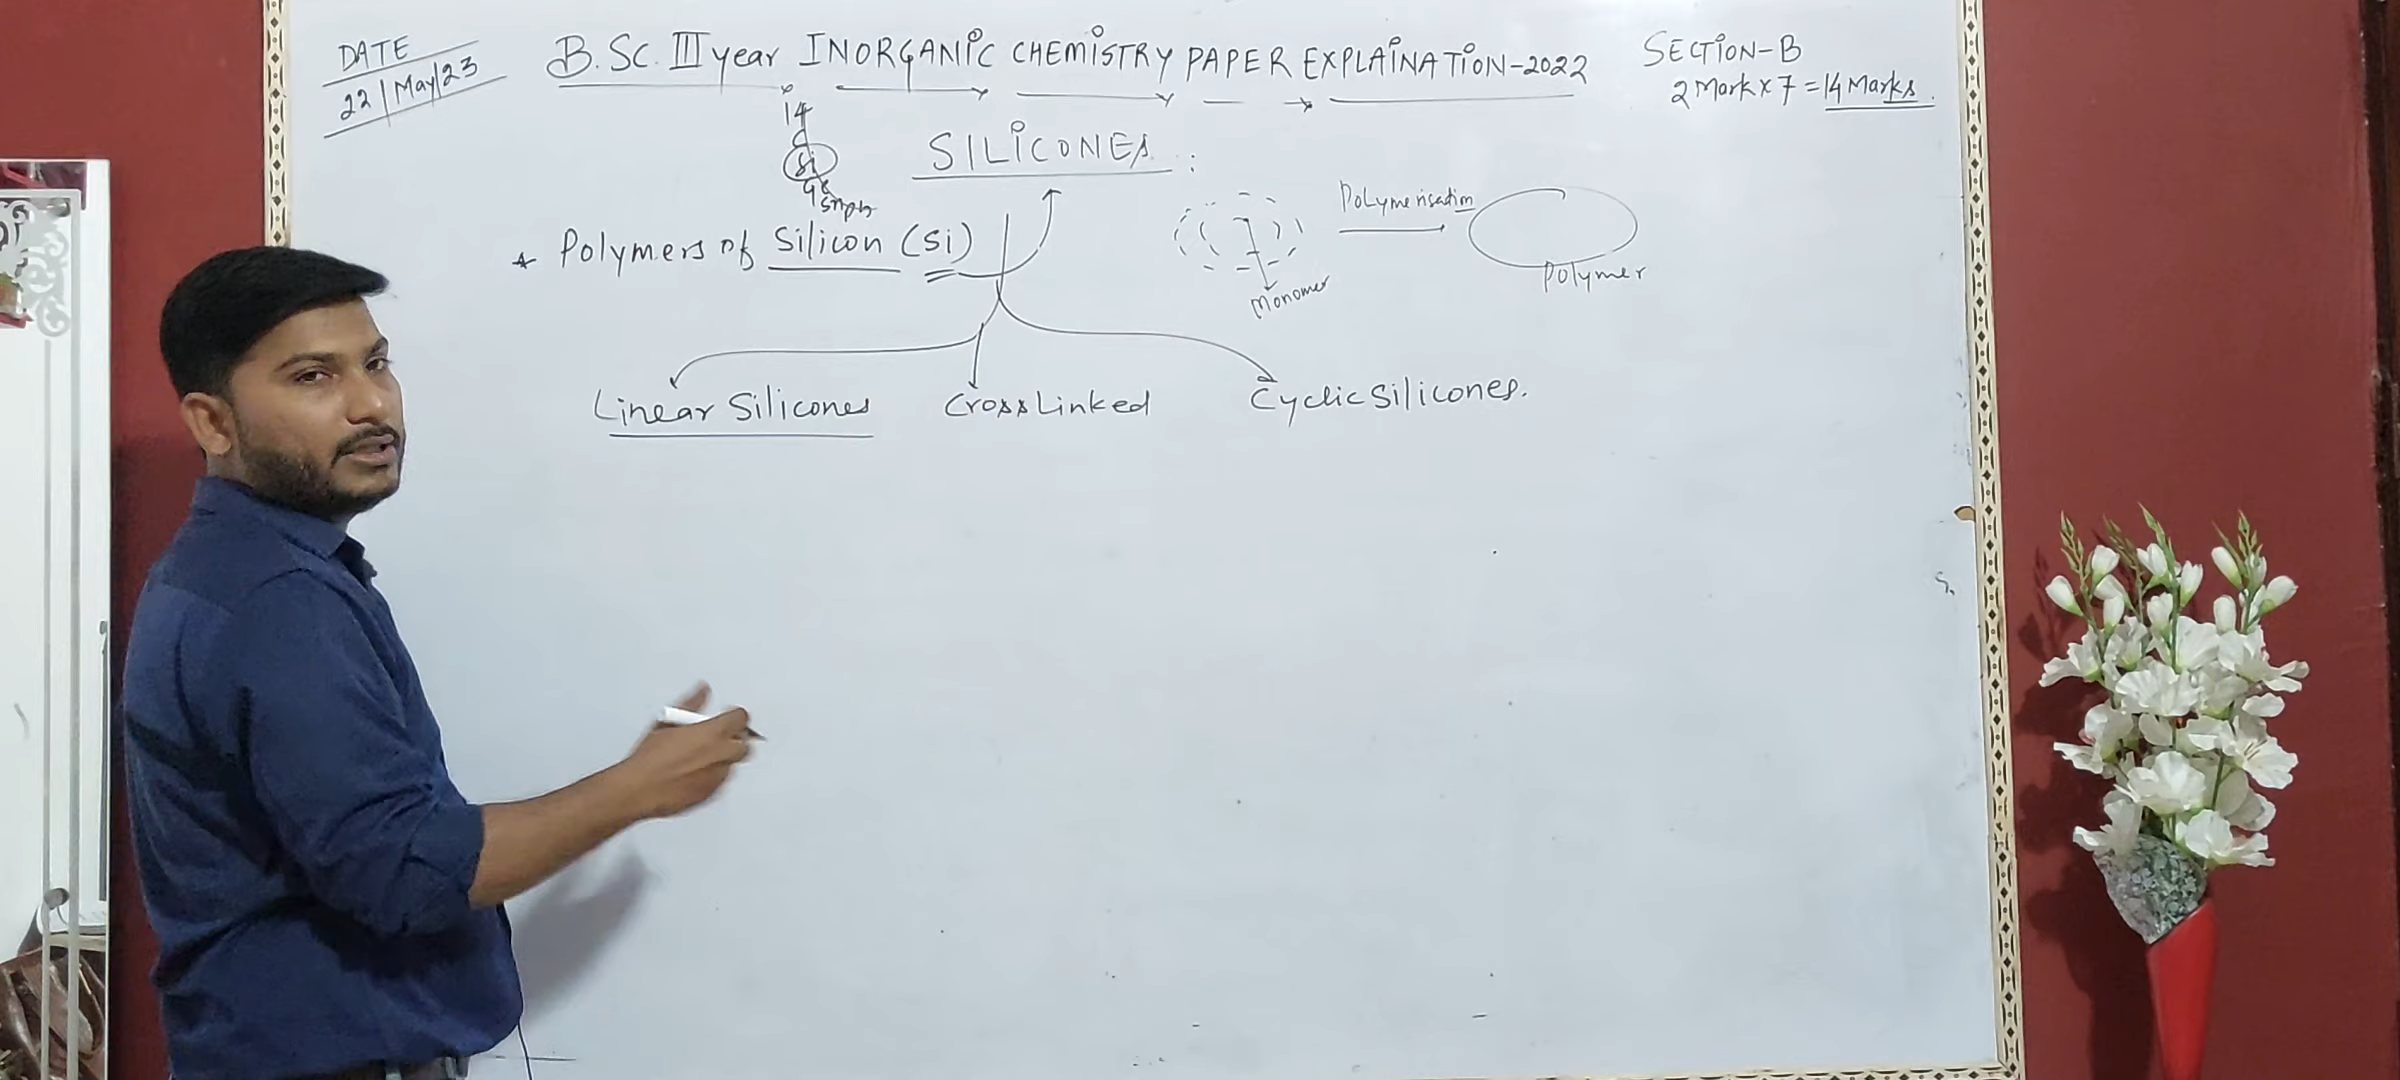 DATE
22/May/23
B.Sc. III year INORGANIC CHEMISTRY PAPER EXPLAINATION-2022
SECTION-B
2 Mark x 7 = 14 Marks.
14
C
Si
SILICONES :
Polymers of Silicon (Si)
Monomer
Polymerisation
Polymer
Linear Silicones
Cross Linked
Cyclic Silicones.